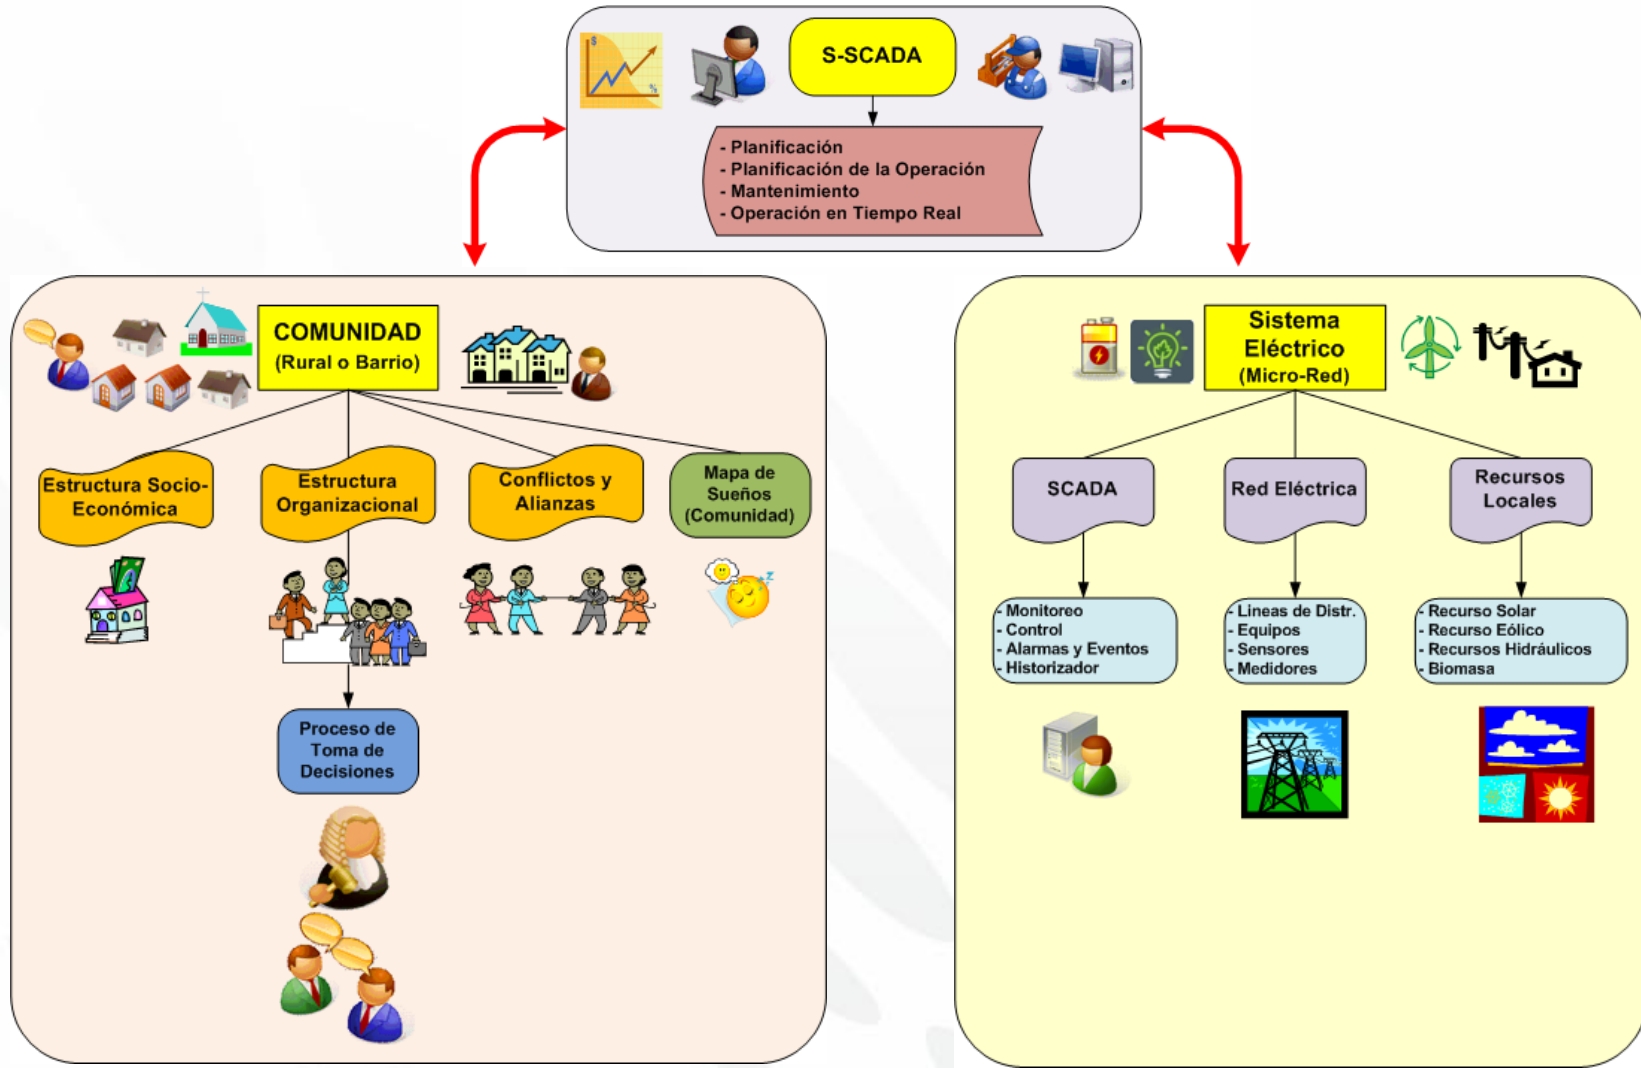 $
%
S-SCADA
- Planificación
- Planificación de la Operación
- Mantenimiento
- Operación en Tiempo Real
COMUNIDAD
(Rural o Barrio)
Estructura Socio-
Económica
Estructura
Organizacional
Conflictos y
Alianzas
Mapa de
Sueños
(Comunidad)
z
z
Proceso de
Toma de
Decisiones
Sistema
Eléctrico
(Micro-Red)
SCADA
Red Eléctrica
Recursos
Locales
- Monitoreo
- Control
- Alarmas y Eventos
- Historizador
- Lineas de Distr.
- Equipos
- Sensores
- Medidores
- Recurso Solar
- Recurso Eólico
- Recursos Hidráulicos
- Biomasa